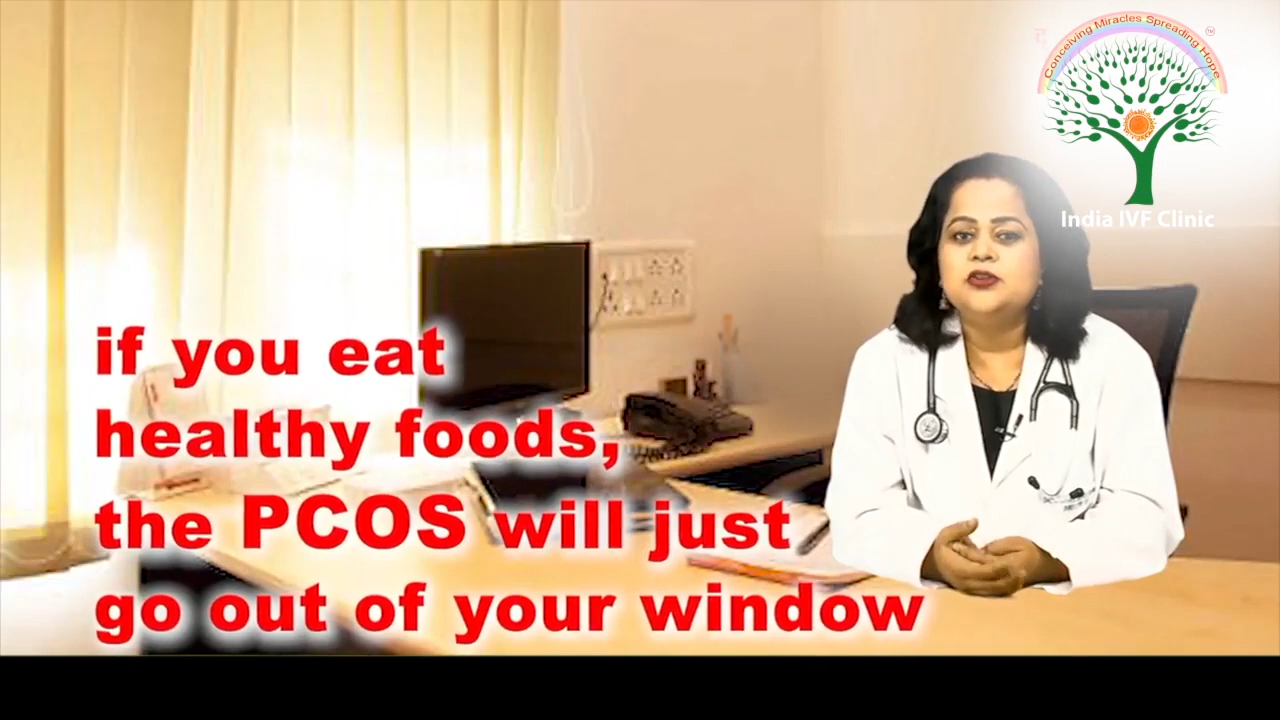 Conceiving Miracles Spreading Hope
TM
India IVF Clinic
if you eat
healthy foods,
the PCOS will just
go out of your window